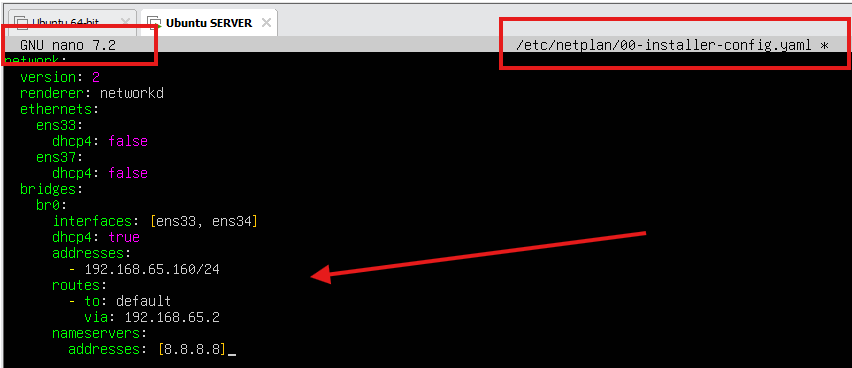 Ubuntu 64-bit
Ubuntu SERVER
GNU nano 7.2
/etc/netplan/00-installer-config.yaml *
network:
  version: 2
  renderer: networkd
  ethernets:
    ens33:
      dhcp4: false
    ens37:
      dhcp4: false
  bridges:
    br0:
      interfaces: [ens33, ens34]
      dhcp4: true
      addresses:
        - 192.168.65.160/24
      routes:
        - to: default
          via: 192.168.65.2
      nameservers:
        addresses: [8.8.8.8]